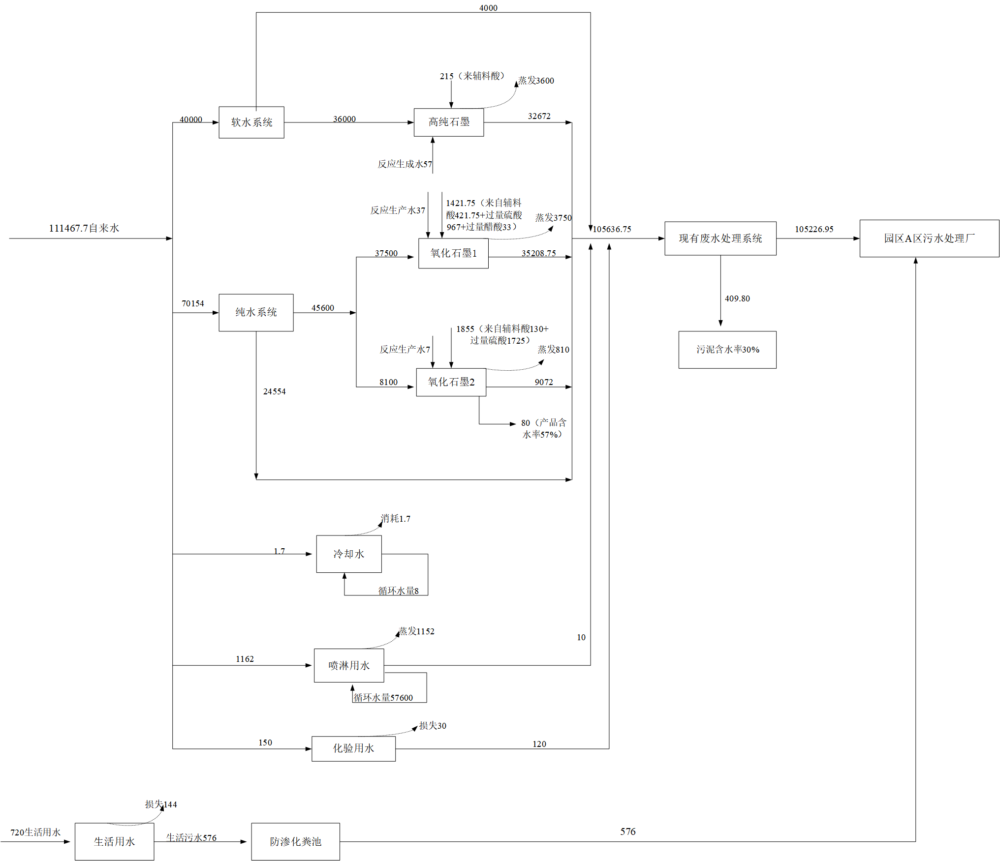 4000
215（来辅料酸）
蒸发3600
40000
软水系统
36000
高纯石墨
32672
反应生成水57
反应生产水37
1421.75（来自辅料
酸421.75+过量硫酸
967+过量醋酸33）
蒸发3750
111467.7自来水
105636.75
现有废水处理系统
105226.95
园区A区污水处理厂
37500
氧化石墨1
35208.75
409.80
70154
纯水系统
45600
1855（来自辅料酸130+
过量硫酸1725）
反应生产水7
蒸发810
污泥含水率30%
8100
氧化石墨2
9072
24554
80（产品含
水率57%）
消耗1.7
1.7
冷却水
循环水量8
蒸发1152
10
1162
喷淋用水
循环水量57600
损失30
150
化验用水
120
损失144
720生活用水
生活用水
生活污水576
防渗化粪池
576